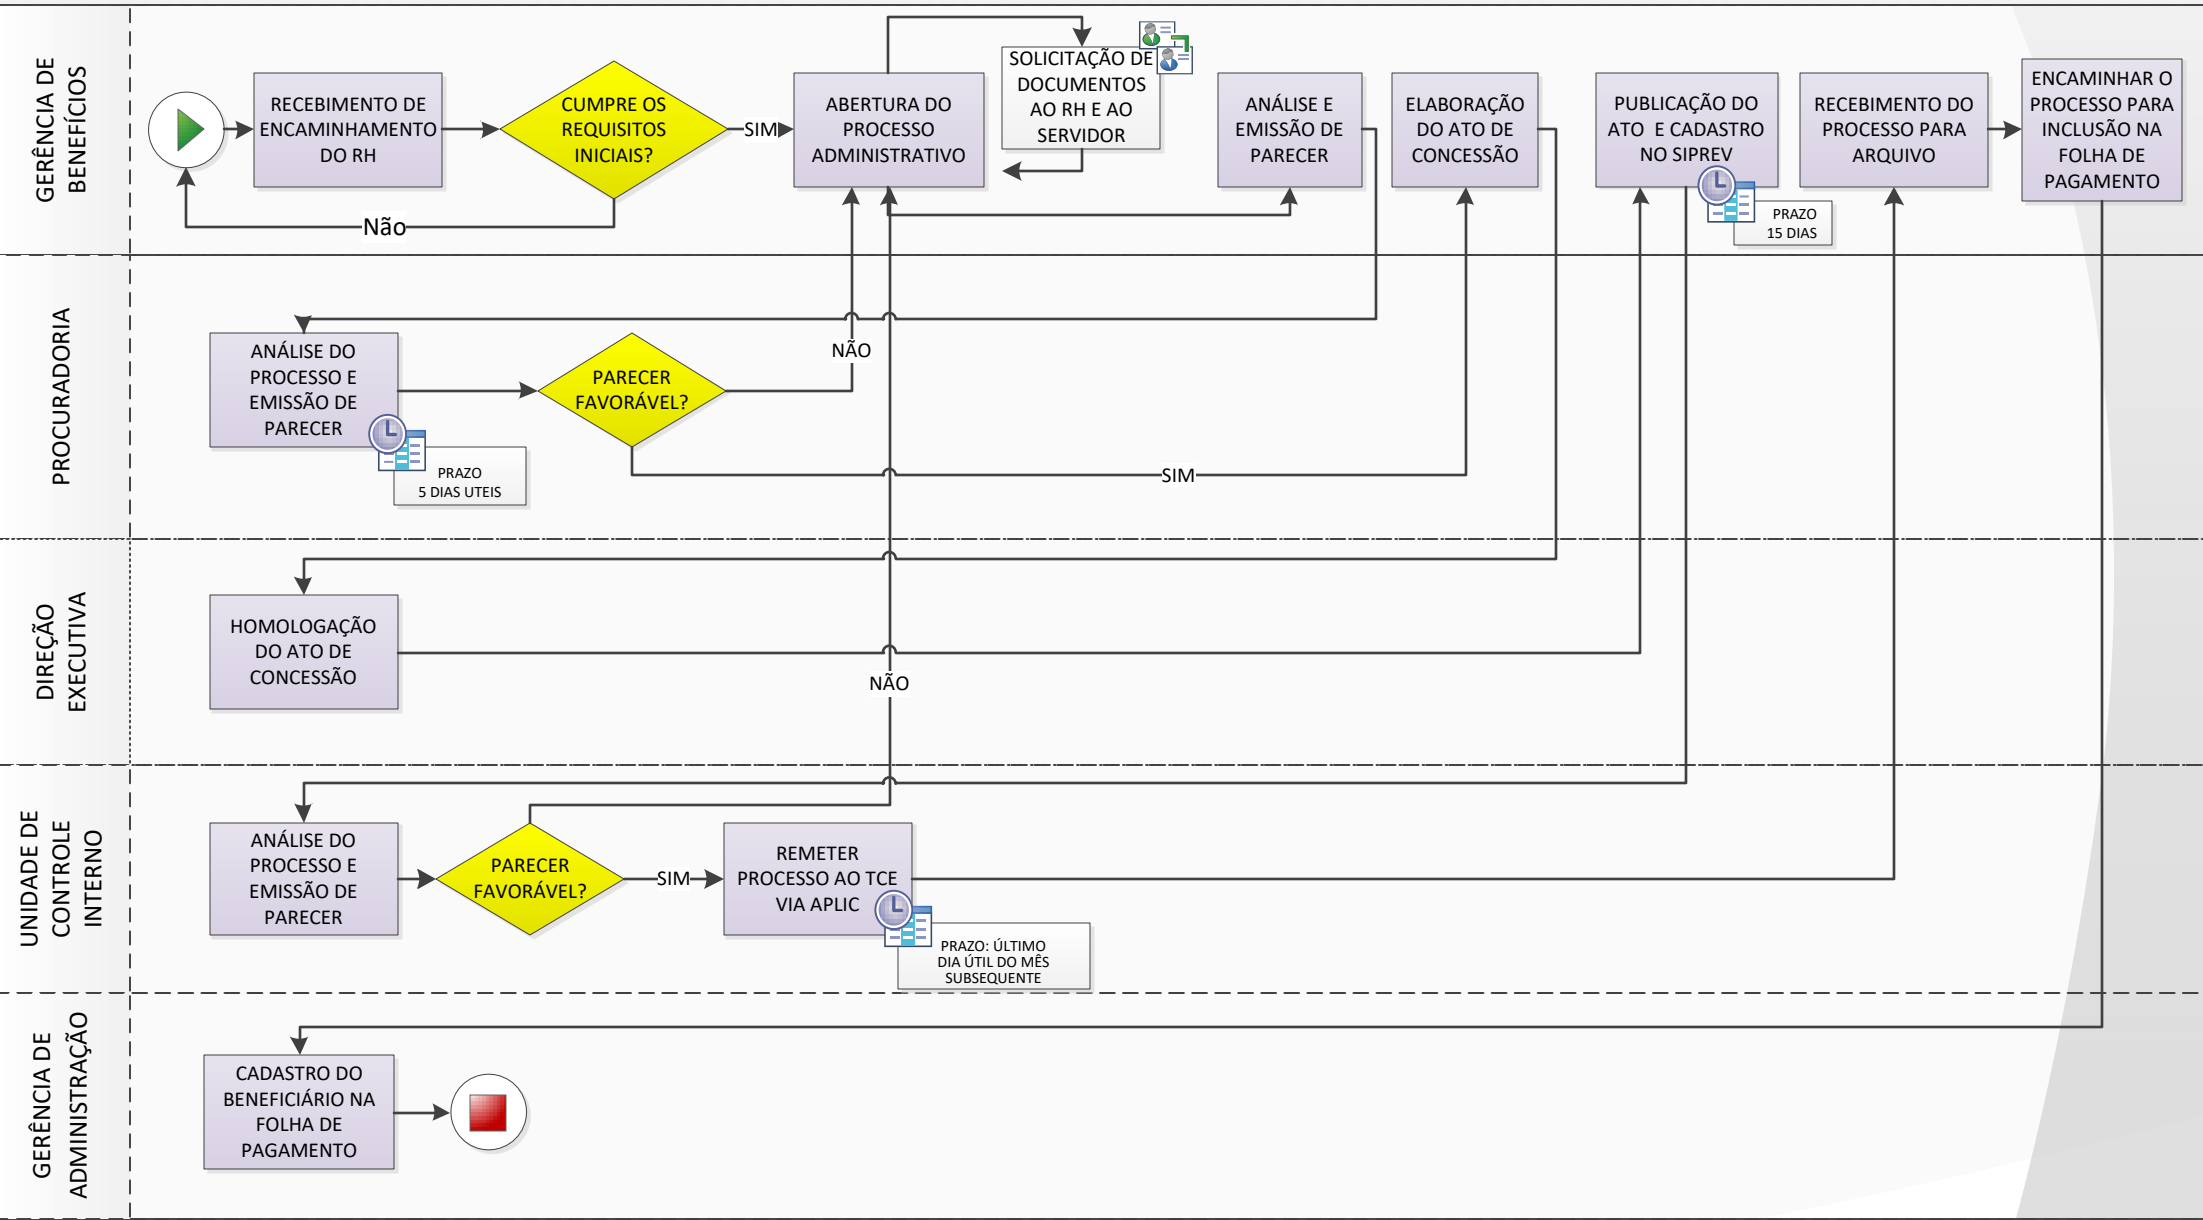 GERÊNCIA DE
BENEFÍCIOS
RECEBIMENTO DE
ENCAMINHAMENTO
DO RH
CUMPRE OS
REQUISITOS
INICIAIS?
SIM
Não
ABERTURA DO
PROCESSO
ADMINISTRATIVO
SOLICITAÇÃO DE
DOCUMENTOS
AO RH E AO
SERVIDOR
ANÁLISE E
EMISSÃO DE
PARECER
ELABORAÇÃO
DO ATO DE
CONCESSÃO
PUBLICAÇÃO DO
ATO E CADASTRO
NO SIPREV
PRAZO
15 DIAS
RECEBIMENTO DO
PROCESSO PARA
ARQUIVO
ENCAMINHAR O
PROCESSO PARA
INCLUSÃO NA
FOLHA DE
PAGAMENTO
PROCURADORIA
ANÁLISE DO
PROCESSO E
EMISSÃO DE
PARECER
PRAZO
5 DIAS UTEIS
PARECER
FAVORÁVEL?
NÃO
SIM
DIREÇÃO
EXECUTIVA
HOMOLOGAÇÃO
DO ATO DE
CONCESSÃO
NÃO
UNIDADE DE
CONTROLE
INTERNO
ANÁLISE DO
PROCESSO E
EMISSÃO DE
PARECER
PARECER
FAVORÁVEL?
SIM
REMETER
PROCESSO AO TCE
VIA APLIC
PRAZO: ÚLTIMO
DIA ÚTIL DO MÊS
SUBSEQUENTE
GERÊNCIA DE
ADMINISTRAÇÃO
CADASTRO DO
BENEFICIÁRIO NA
FOLHA DE
PAGAMENTO